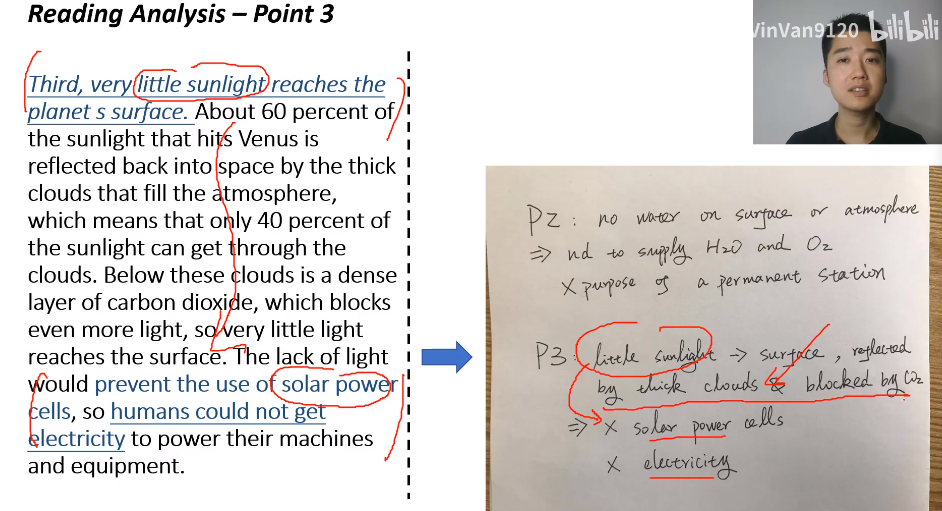 Reading Analysis – Point 3
VinVan9120 bilibili
Third, very little sunlight reaches the
planet s surface. About 60 percent of
the sunlight that hits Venus is
reflected back into space by the thick
clouds that fill the atmosphere,
which means that only 40 percent of
the sunlight can get through the
clouds. Below these clouds is a dense
layer of carbon dioxide, which blocks
even more light, so very little light
reaches the surface. The lack of light
would prevent the use of solar power
cells, so humans could not get
electricity to power their machines
and equipment.
P2: no water on surface or atmosphere
⇒ nd to supply H2O and O2
× purpose of a permanent station
P3: little sunlight → surface, reflected
by thick clouds & blocked by CO2
⇒ × solar power cells
× electricity